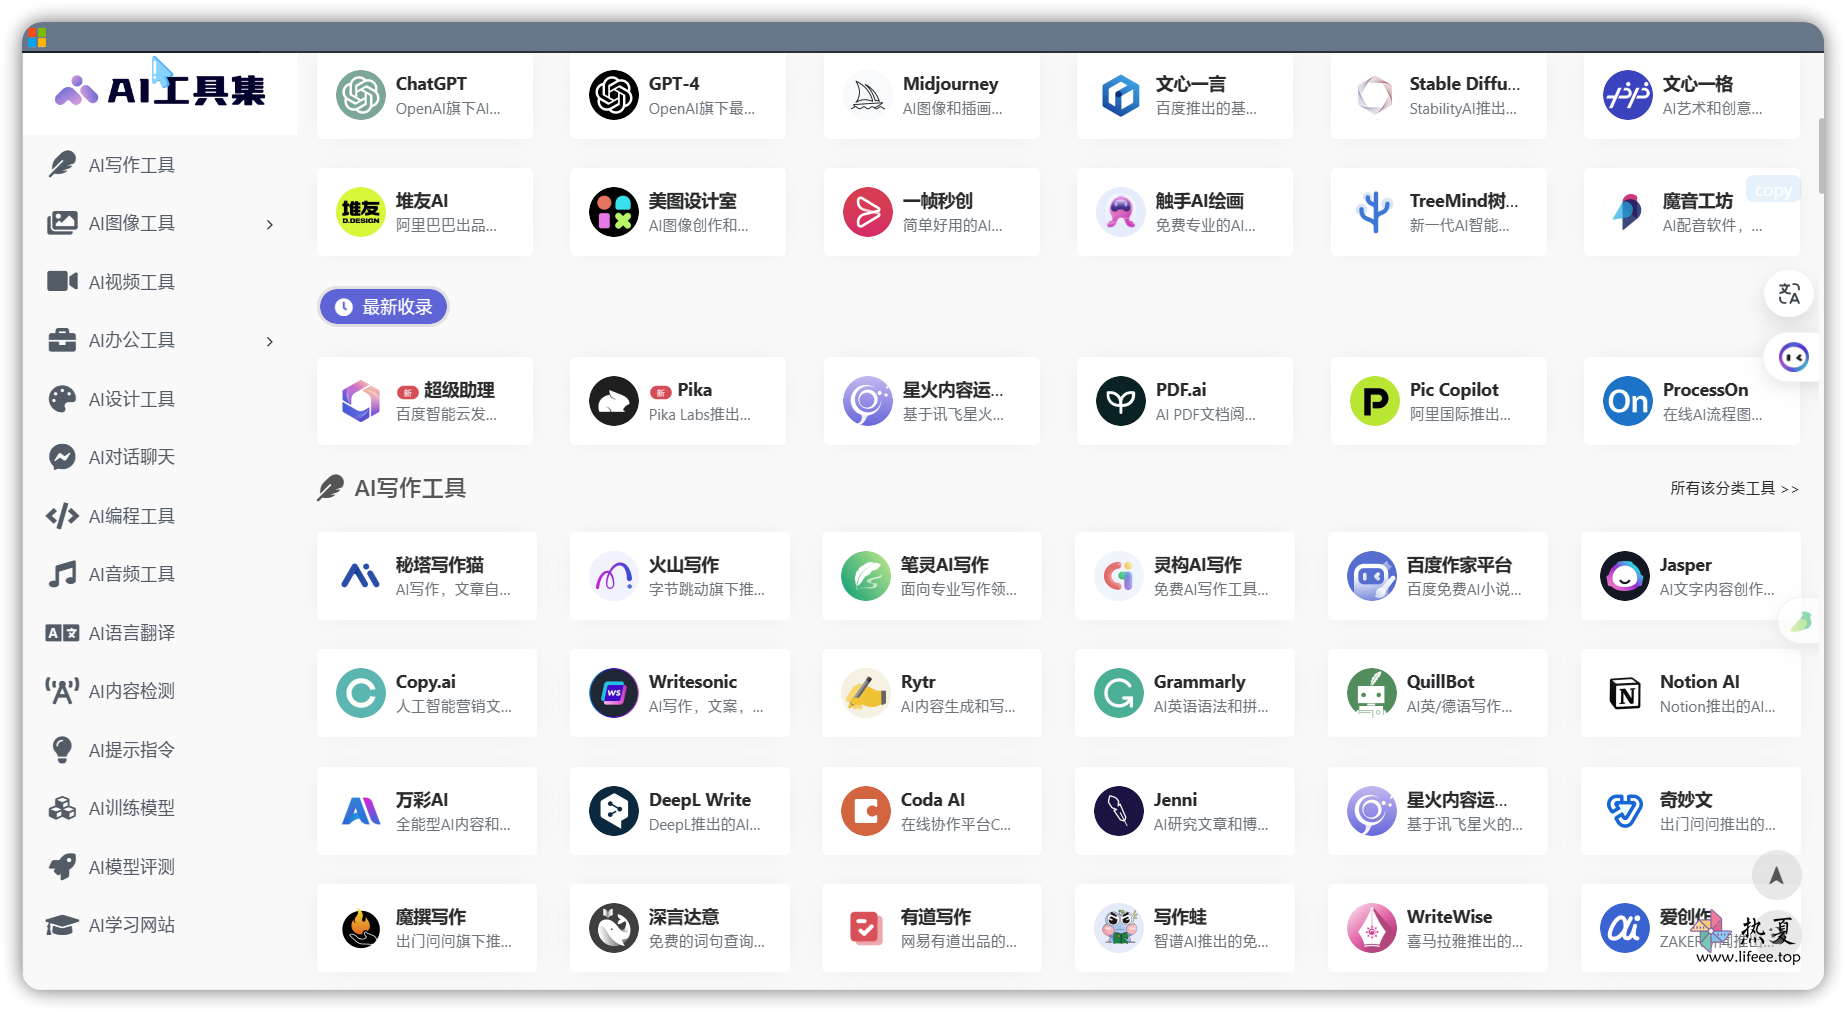 AI工具集
AI写作工具
AI图像工具
AI视频工具
AI办公工具
AI设计工具
AI对话聊天
AI编程工具
AI音频工具
AI语言翻译
AI内容检测
AI提示指令
AI训练模型
AI模型评测
AI学习网站
ChatGPT
OpenAI旗下AI...
GPT-4
OpenAI旗下最...
Midjourney
AI图像和插画...
文心一言
百度推出的基...
Stable Diffu...
StabilityAI推出...
文心一格
AI艺术和创意...
堆友
D.DESIGN
堆友AI
阿里巴巴出品...
美图设计室
AI图像创作和...
一帧秒创
简单好用的AI...
触手AI绘画
免费专业的AI...
TreeMind树...
新一代AI智能...
魔音工坊
AI配音软件，...
copy
最新收录
新 超级助理
百度智能云发...
新 Pika
Pika Labs推出...
星火内容运...
基于讯飞星火...
PDF.ai
AI PDF文档阅...
Pic Copilot
阿里国际推出...
On
ProcessOn
在线AI流程图...
AI写作工具
所有该分类工具 >>
秘塔写作猫
AI写作，文章自...
火山写作
字节跳动旗下推...
笔灵AI写作
面向专业写作领...
灵构AI写作
免费AI写作工具...
百度作家平台
百度免费AI小说...
Jasper
AI文字内容创作...
Copy.ai
人工智能营销文...
WS
Writesonic
AI写作，文案，...
Rytr
AI内容生成和写...
Grammarly
AI英语语法和拼...
QuillBot
AI英/德语写作...
Notion AI
Notion推出的AI...
万彩AI
全能型AI内容和...
DeepL Write
DeepL推出的AI...
Coda AI
在线协作平台C...
Jenni
AI研究文章和博...
星火内容运...
基于讯飞星火的...
奇妙文
出门问问推出的...
魔撰写作
出门问问旗下推...
深言达意
免费的词句查询...
有道写作
网易有道出品的...
写作蛙
智谱AI推出的免...
WriteWise
喜马拉雅推出的...
ai
爱创作
热夏
www.lifeee.top